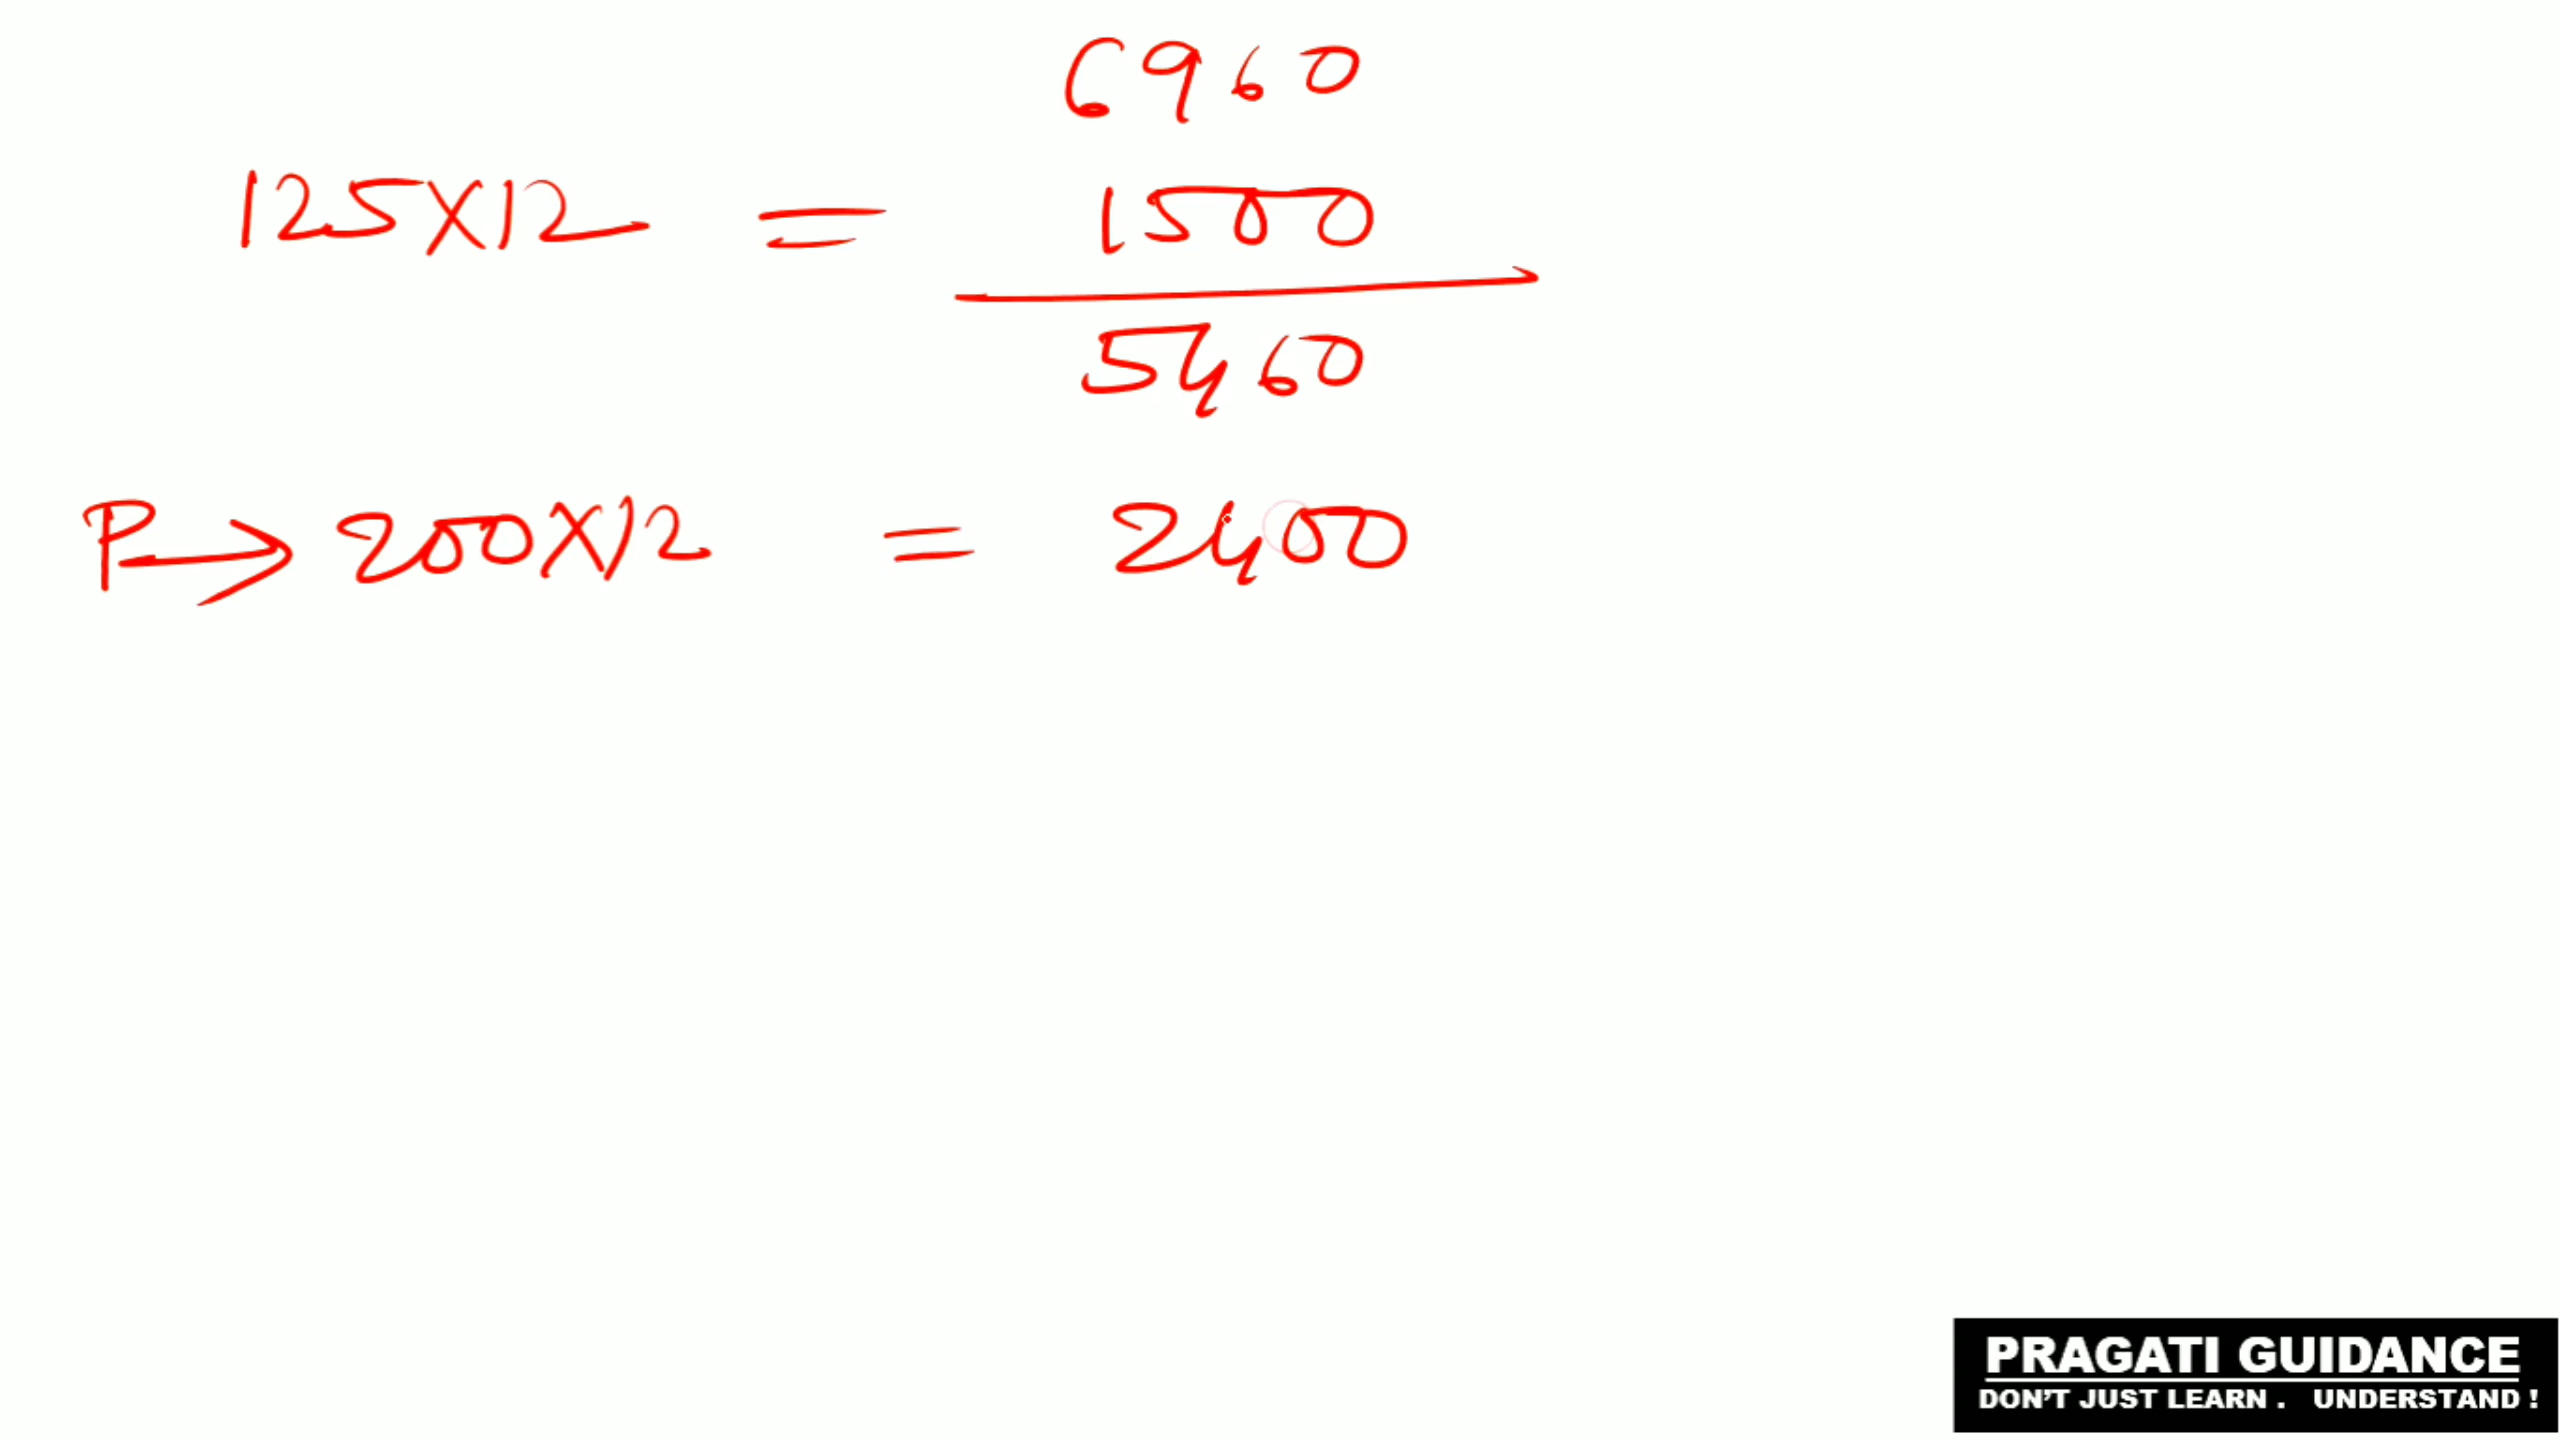 6960
125X12 = 1500
5460
P → 200X12 = 2400
PRAGATI GUIDANCE
DON'T JUST LEARN . UNDERSTAND !